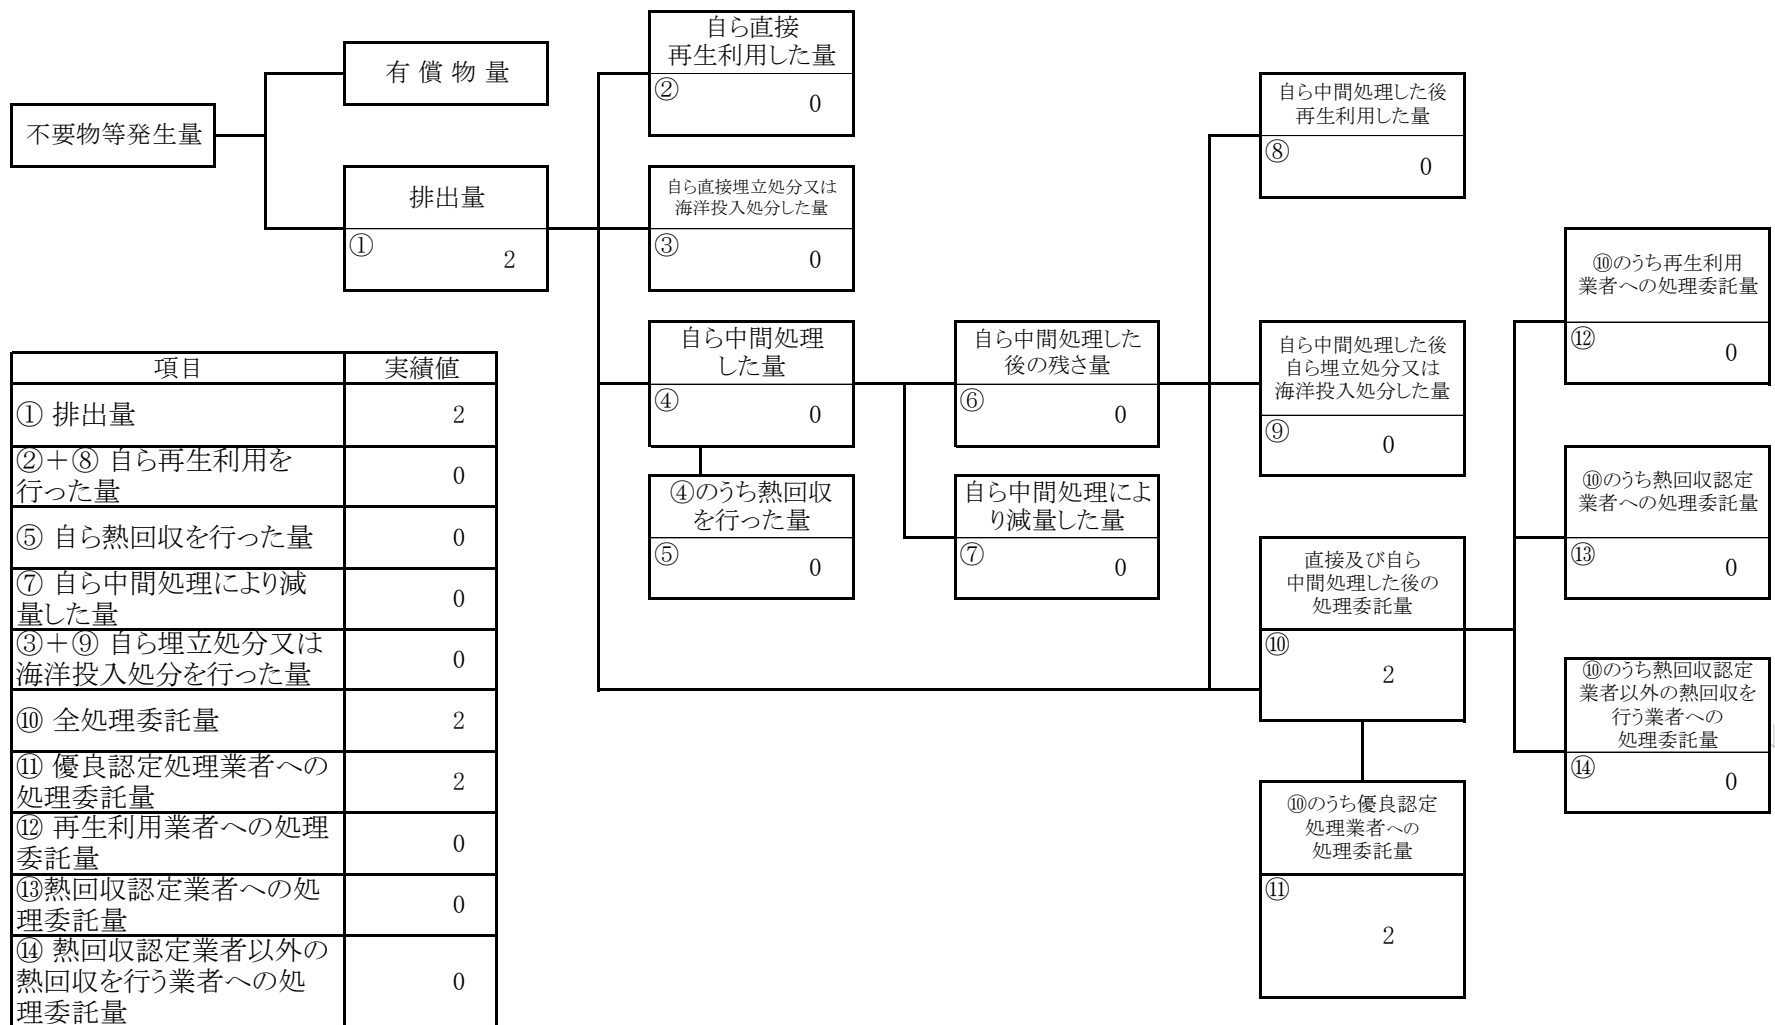 不要物等発生量
有 償 物 量
排出量
①
2
自ら直接
再生利用した量
②
0
自ら直接埋立処分又は
海洋投入処分した量
③
0
自ら中間処理
した量
④
0
④のうち熱回収
を行った量
⑤
0
自ら中間処理した
後の残さ量
⑥
0
自ら中間処理によ
り減量した量
⑦
0
自ら中間処理した後
再生利用した量
⑧
0
自ら中間処理した後
自ら埋立処分又は
海洋投入処分した量
⑨
0
直接及び自ら
中間処理した後の
処理委託量
⑩
2
⑩のうち優良認定
処理業者への
処理委託量
⑪
2
⑩のうち再生利用
業者への処理委託量
⑫
0
⑩のうち熱回収認定
業者への処理委託量
⑬
0
⑩のうち熱回収認定
業者以外の熱回収を
行う業者への
処理委託量
⑭
0
項目 実績値
① 排出量 2
②＋⑧ 自ら再生利用を
行った量 0
⑤ 自ら熱回収を行った量 0
⑦ 自ら中間処理により減
量した量 0
③＋⑨ 自ら埋立処分又は
海洋投入処分を行った量 0
⑩ 全処理委託量 2
⑪ 優良認定処理業者への
処理委託量 2
⑫ 再生利用業者への処理
委託量 0
⑬熱回収認定業者への処
理委託量 0
⑭ 熱回収認定業者以外の
熱回収を行う業者への処
理委託量 0